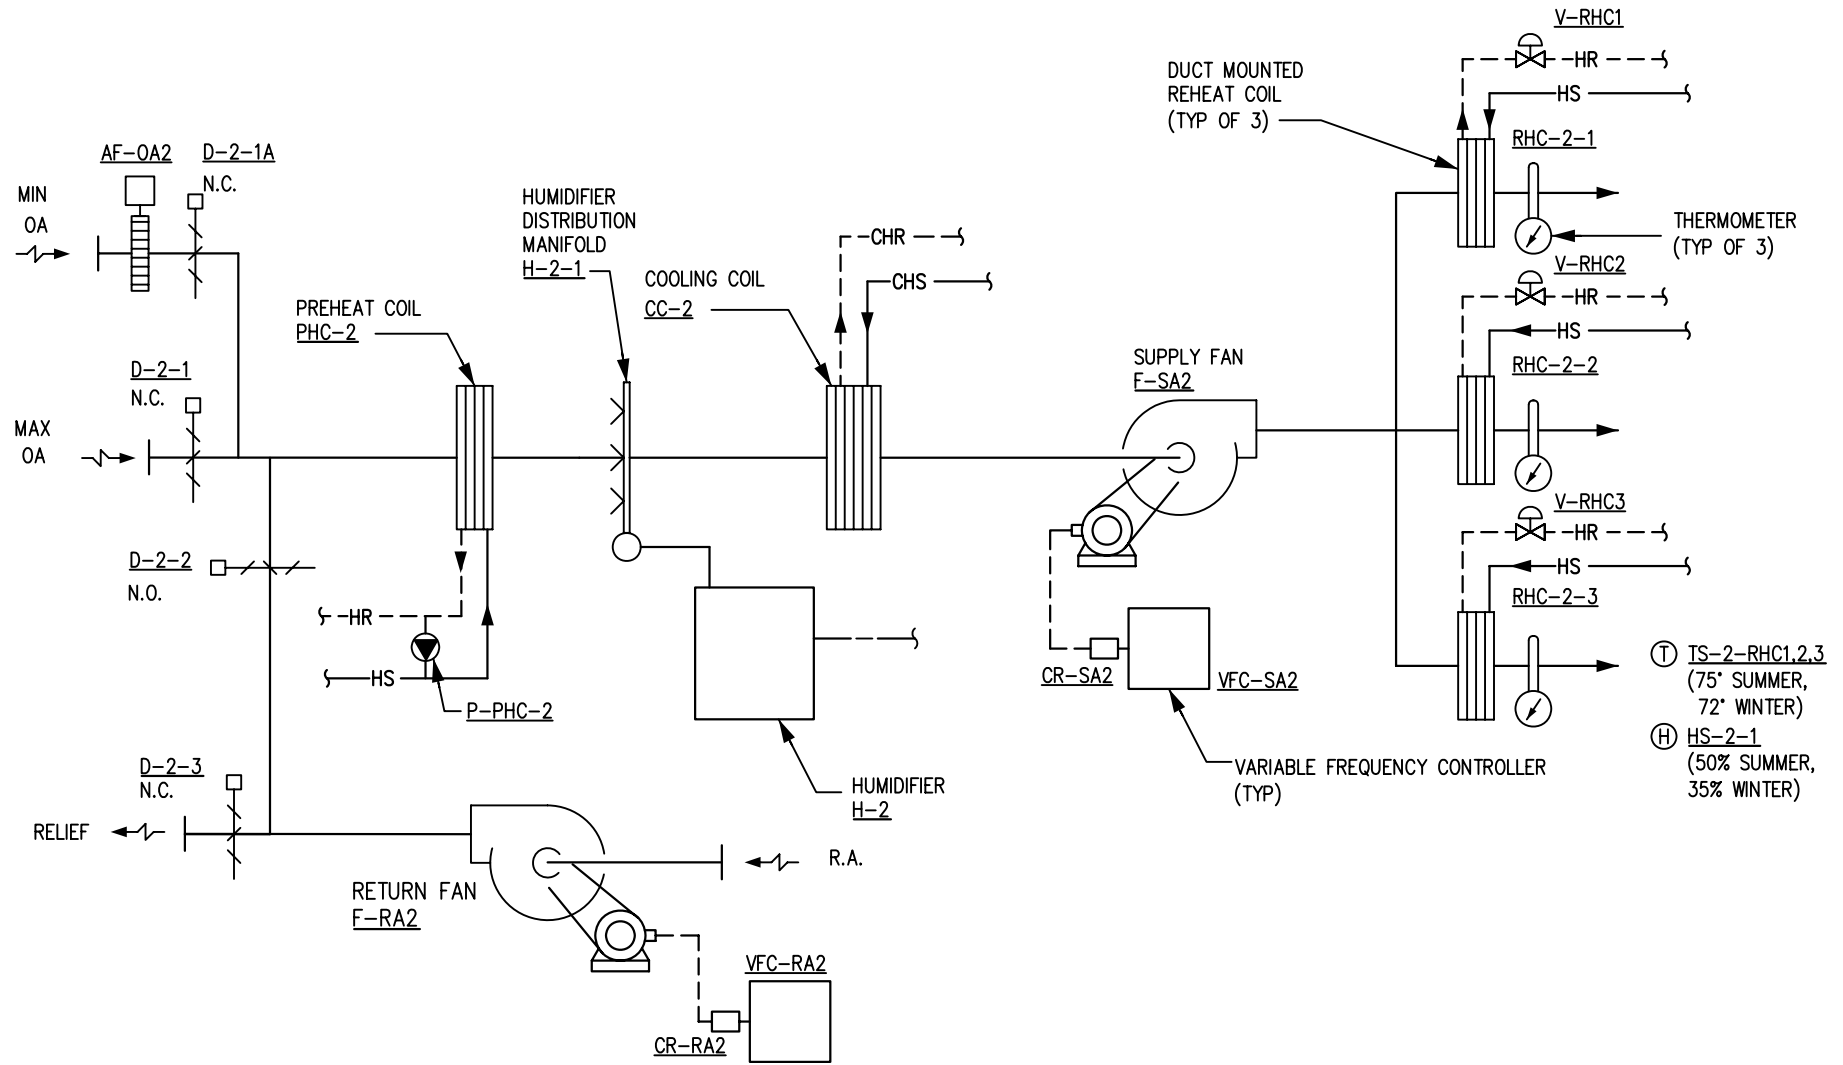 V-RHC1
HR
DUCT MOUNTED
REHEAT COIL
(TYP OF 3)
HS
RHC-2-1
THERMOMETER
(TYP OF 3)
AF-OA2
D-2-1A
N.C.
MIN
OA
HUMIDIFIER
DISTRIBUTION
MANIFOLD
H-2-1
CHR
CHS
COOLING COIL
CC-2
PREHEAT COIL
PHC-2
V-RHC2
HR
HS
RHC-2-2
SUPPLY FAN
F-SA2
D-2-1
N.C.
MAX
OA
V-RHC3
HR
HS
RHC-2-3
D-2-2
N.O.
HR
HS
P-PHC-2
CR-SA2
VFC-SA2
T TS-2-RHC1,2,3
(75° SUMMER,
72° WINTER)
H HS-2-1
(50% SUMMER,
35% WINTER)
VARIABLE FREQUENCY CONTROLLER
(TYP)
HUMIDIFIER
H-2
D-2-3
N.C.
RELIEF
R.A.
RETURN FAN
F-RA2
VFC-RA2
CR-RA2